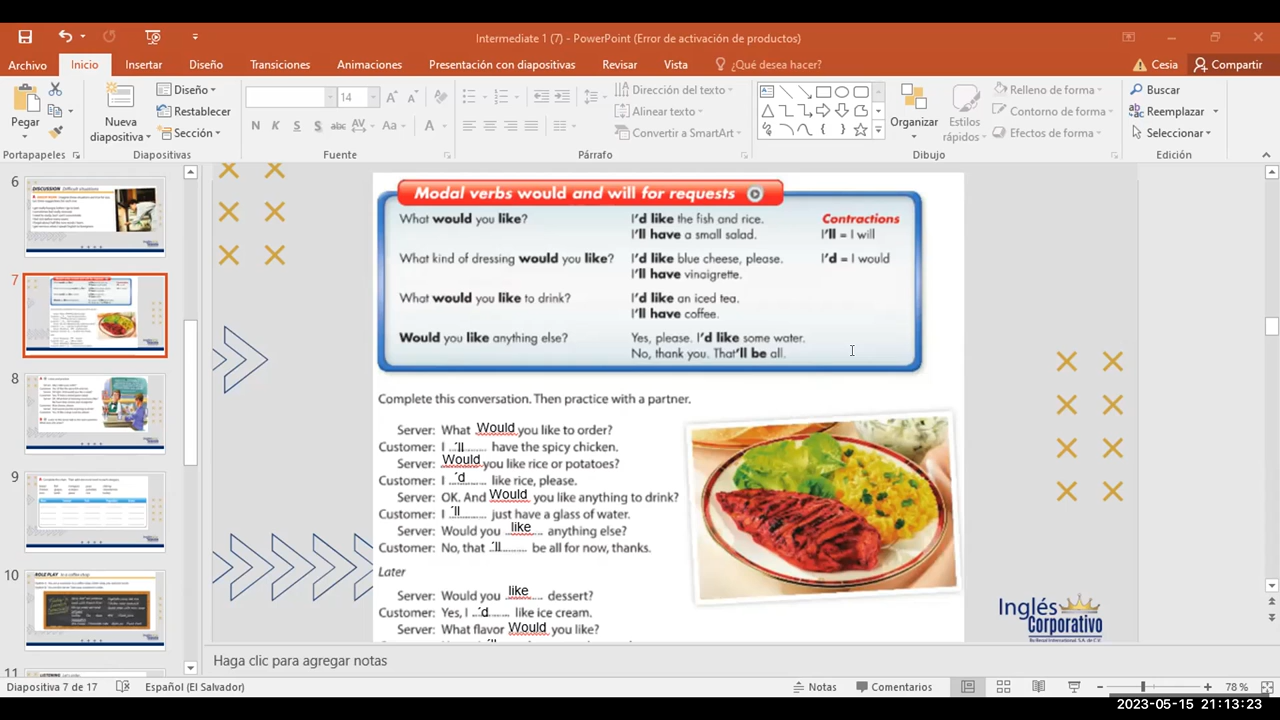 Intermediate 1 (7) - PowerPoint (Error de activación de productos)
Archivo Inicio Insertar Diseño Transiciones Animaciones Presentación con diapositivas Revisar Vista ¿Qué desea hacer? Cesia Compartir
Pegar Nueva diapositiva Diseño Restablecer Sección
14
N K S S abc AV Aa A
Dirección del texto Alinear texto Convertir a SmartArt
Organizar Estilos rápidos Relleno de forma Contorno de forma Efectos de forma
Buscar Reemplazar Seleccionar
Portapapeles Diapositivas Fuente Párrafo Dibujo Edición
6
7
8
9
10
11
Modal verbs would and will for requests
What would you like? I'd like the fish and rice. Contractions
I'll have a small salad. I'll = I will
What kind of dressing would you like? I'd like blue cheese, please. I'd = I would
I'll have vinaigrette.
What would you like to drink? I'd like an iced tea.
I'll have coffee.
Would you like anything else? Yes, please. I'd like some water.
No, thank you. That'll be all.
Complete this conversation. Then practice with a partner.
Server: What Would you like to order?
Customer: I ´ll have the spicy chicken.
Server: Would you like rice or potatoes?
Customer: I ´d like rice, please.
Server: OK. And Would you like anything to drink?
Customer: I ´ll just have a glass of water.
Server: Would you like anything else?
Customer: No, that ´ll be all for now, thanks.
Later
Server: Would you like dessert?
Customer: Yes, I ´d like ice cream.
Server: What flavor Would you like?
Inglés
Corporativo
Haga clic para agregar notas
Diapositiva 7 de 17 Español (El Salvador) Notas Comentarios 78 %
2023-05-15 21:13:23